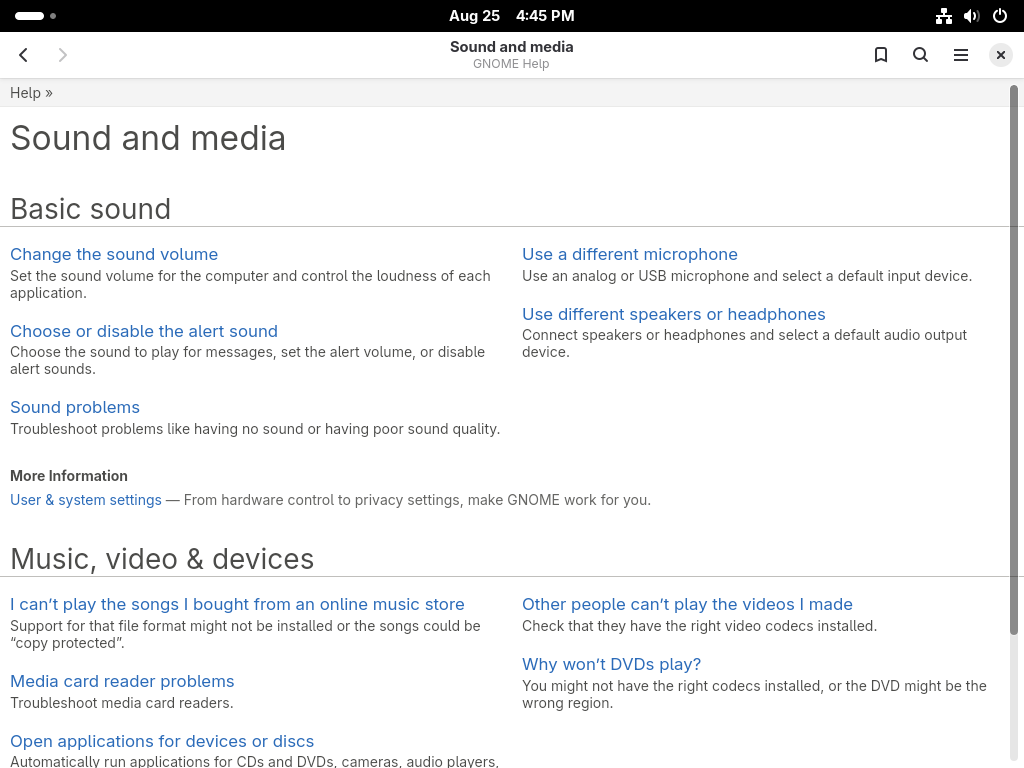 Aug 25 4:45 PM
Sound and media
GNOME Help
Help »
Sound and media
Basic sound
Change the sound volume
Set the sound volume for the computer and control the loudness of each
application.
Choose or disable the alert sound
Choose the sound to play for messages, set the alert volume, or disable
alert sounds.
Sound problems
Troubleshoot problems like having no sound or having poor sound quality.
Use a different microphone
Use an analog or USB microphone and select a default input device.
Use different speakers or headphones
Connect speakers or headphones and select a default audio output
device.
More Information
User & system settings — From hardware control to privacy settings, make GNOME work for you.
Music, video & devices
I can’t play the songs I bought from an online music store
Support for that file format might not be installed or the songs could be
“copy protected”.
Media card reader problems
Troubleshoot media card readers.
Open applications for devices or discs
Automatically run applications for CDs and DVDs, cameras, audio players,
Other people can’t play the videos I made
Check that they have the right video codecs installed.
Why won’t DVDs play?
You might not have the right codecs installed, or the DVD might be the
wrong region.